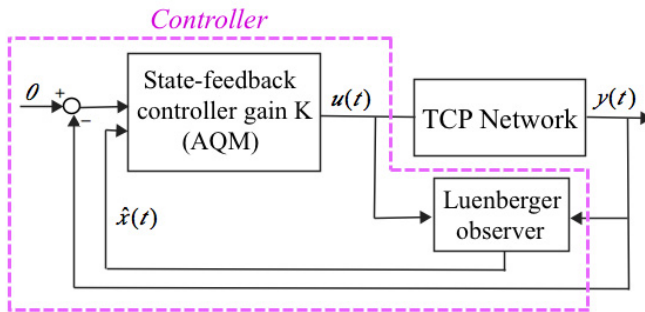 Controller
0
+
−
State-feedback
controller gain K
(AQM)
u(t)
TCP Network
y(t)
x̂(t)
Luenberger
observer